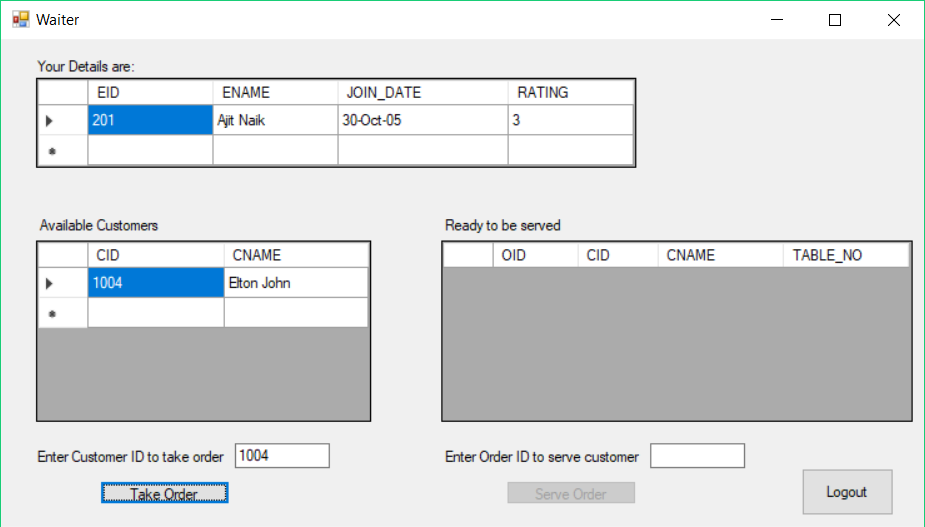 Waiter
Your Details are:
EID ENAME JOIN_DATE RATING
201 Ajit Naik 30-Oct-05 3
Available Customers Ready to be served
CID CNAME OID CID CNAME TABLE_NO
1004 Elton John
Enter Customer ID to take order 1004 Enter Order ID to serve customer
Take Order Serve Order Logout